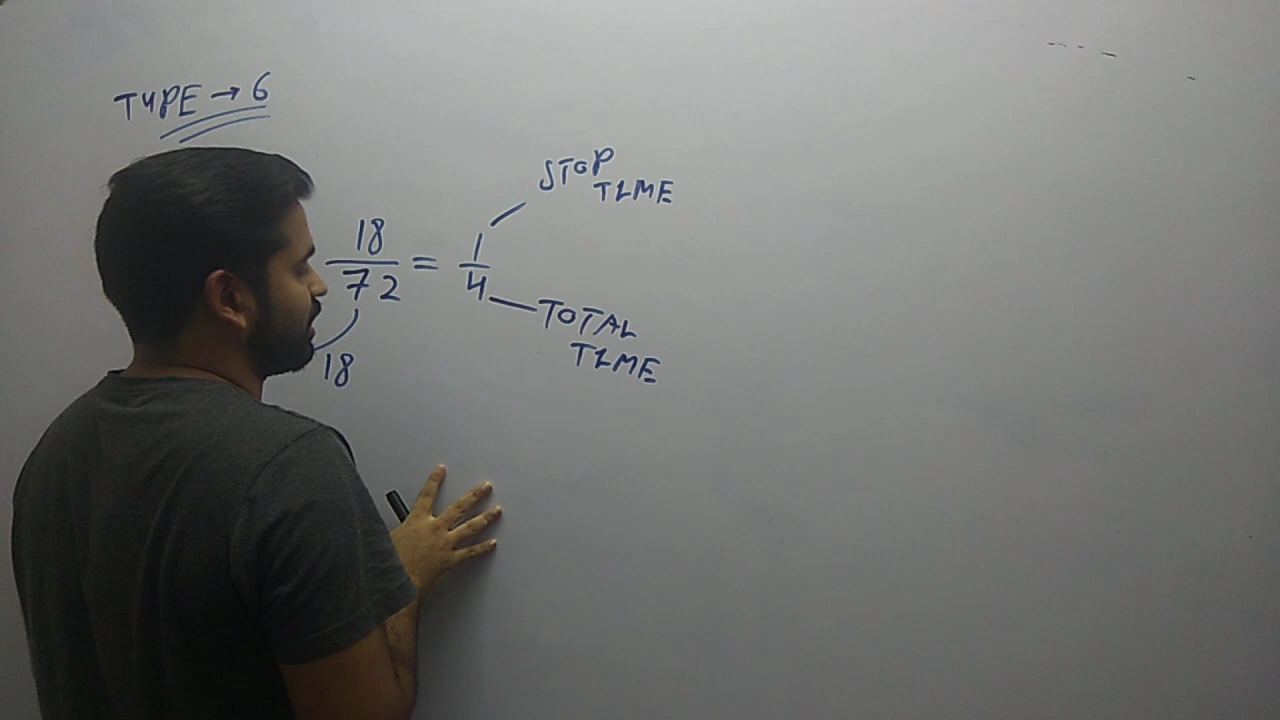 TYPE → 6
STOP
TIME
18/72 = 1/4
TOTAL
TIME
18